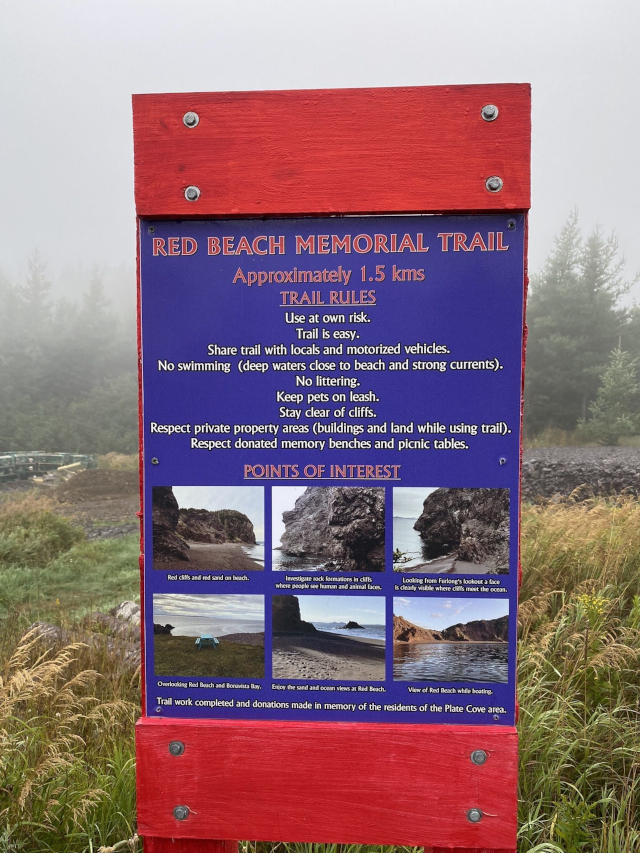 RED BEACH MEMORIAL TRAIL
Approximately 1.5 kms
TRAIL RULES
Use at own risk.
Trail is easy.
Share trail with locals and motorized vehicles.
No swimming (deep waters close to beach and strong currents).
No littering.
Keep pets on leash.
Stay clear of cliffs.
Respect private property areas (buildings and land while using trail).
Respect donated memory benches and picnic tables.
POINTS OF INTEREST
Red cliffs and red sand on beach.
Investigate rock formations in cliffs
where people see human and animal faces.
Looking from Furlong's lookout a face
is clearly visible where cliffs meet the ocean.
Overlooking Red Beach and Bonavista Bay.
Enjoy the sand and ocean views at Red Beach.
View of Red Beach while boating.
Trail work completed and donations made in memory of the residents of the Plate Cove area.